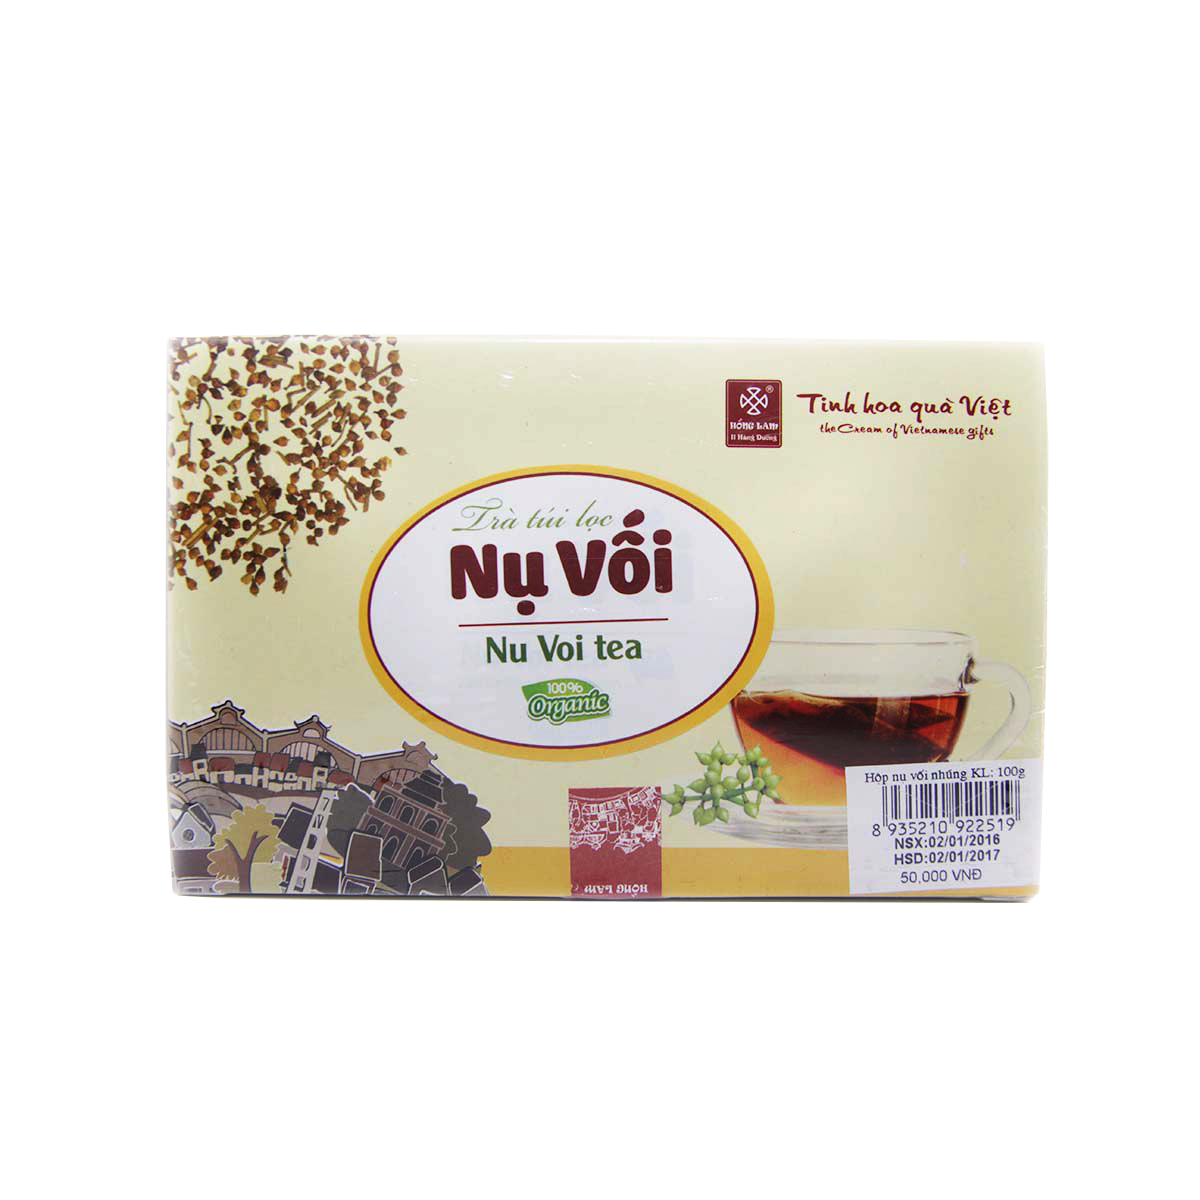 ®
HỒNG LAM
11 Hàng Đường
Tinh hoa quà Việt
the Cream of Vietnamese gifts
Trà túi lọc
Nụ Vối
Nu Voi tea
100%
Organic
Hộp nụ vối nhúng KL: 100g
8 935210 922519
NSX:02/01/2016
HSD:02/01/2017
50,000 VNĐ
HỒNG LAM